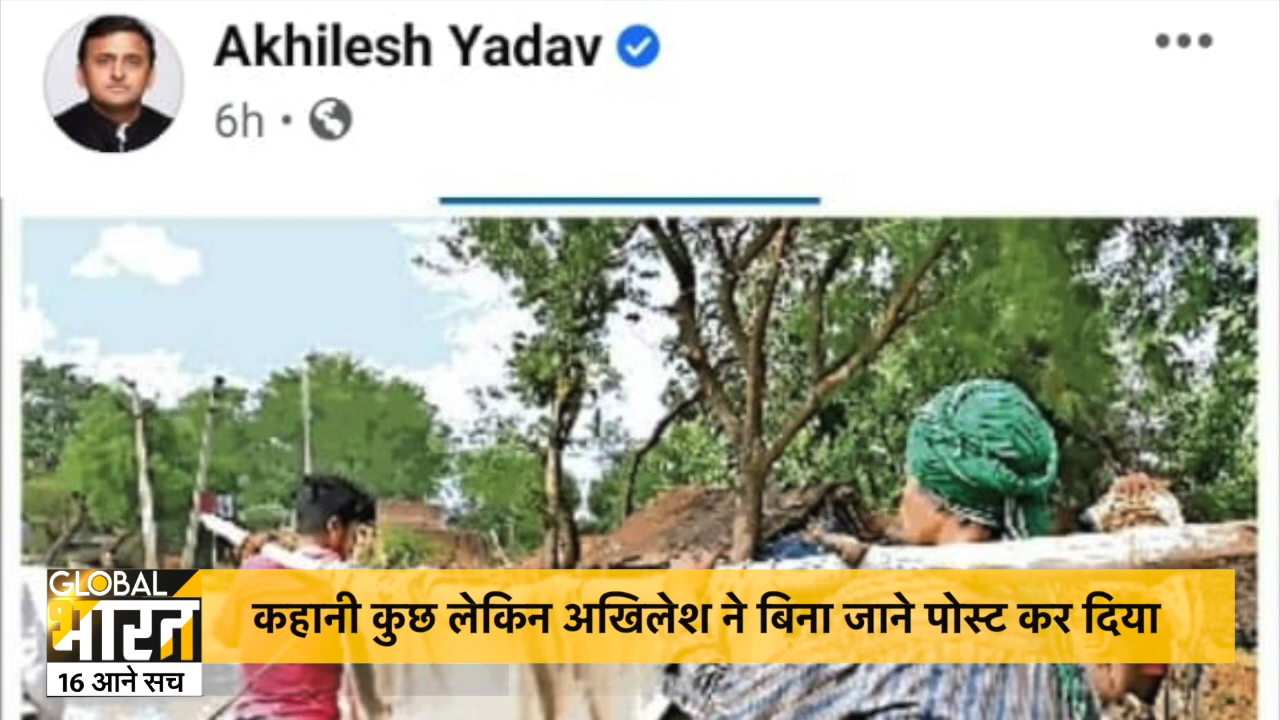 Akhilesh Yadav
6h
GLOBAL
भारत
कहानी कुछ लेकिन अखिलेश ने बिना जाने पोस्ट कर दिया
16 आने सच